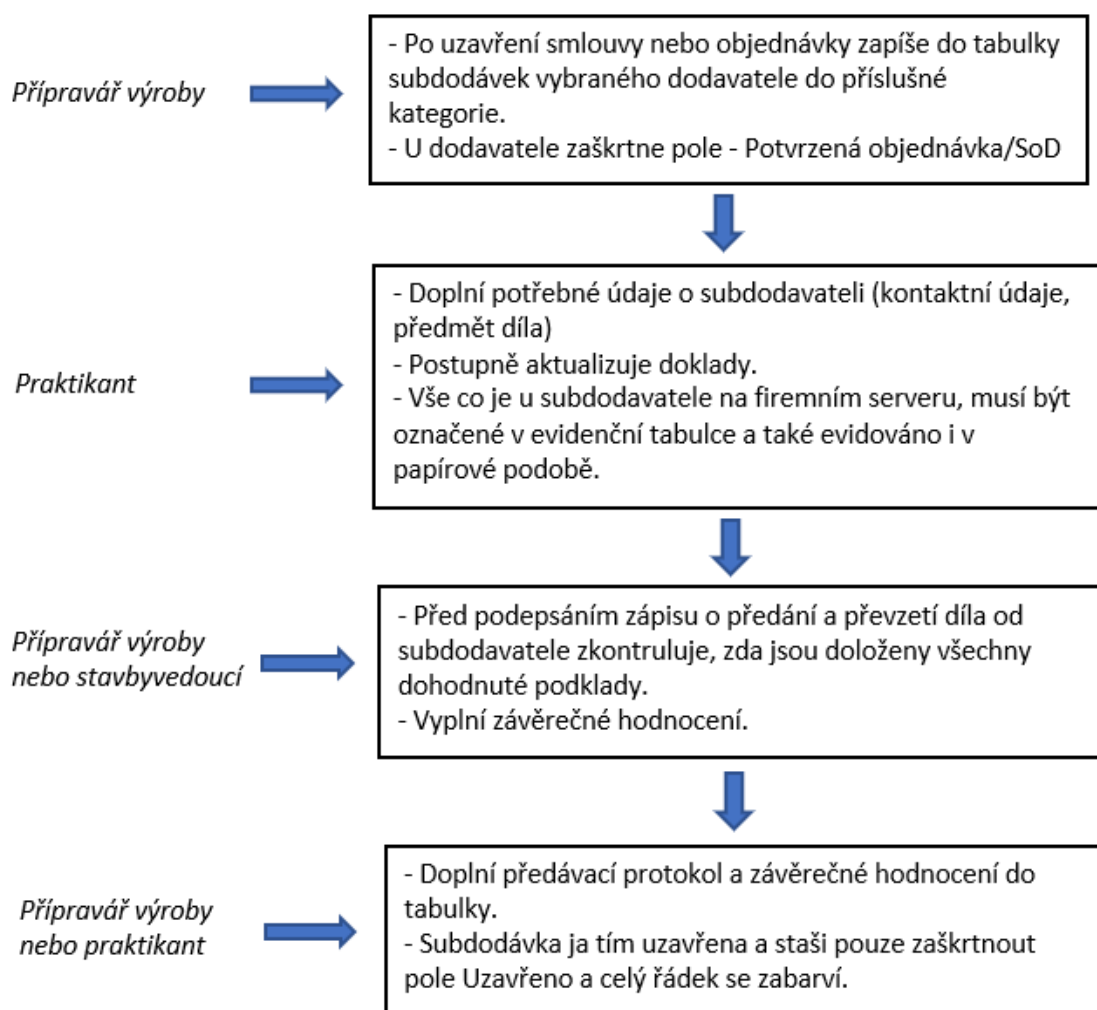 Přípravář výroby
- Po uzavření smlouvy nebo objednávky zapíše do tabulky
subdodávek vybraného dodavatele do příslušné
kategorie.
- U dodavatele zaškrtne pole - Potvrzená objednávka/SoD
Praktikant
- Doplní potřebné údaje o subdodavateli (kontaktní údaje,
předmět díla)
- Postupně aktualizuje doklady.
- Vše co je u subdodavatele na firemním serveru, musí být
označené v evidenční tabulce a také evidováno i v
papírové podobě.
Přípravář výroby
nebo stavbyvedoucí
- Před podepsáním zápisu o předání a převzetí díla od
subdodavatele zkontruluje, zda jsou doloženy všechny
dohodnuté podklady.
- Vyplní závěrečné hodnocení.
Přípravář výroby
nebo praktikant
- Doplní předávací protokol a závěrečné hodnocení do
tabulky.
- Subdodávka ja tím uzavřena a staši pouze zaškrtnout
pole Uzavřeno a celý řádek se zabarví.